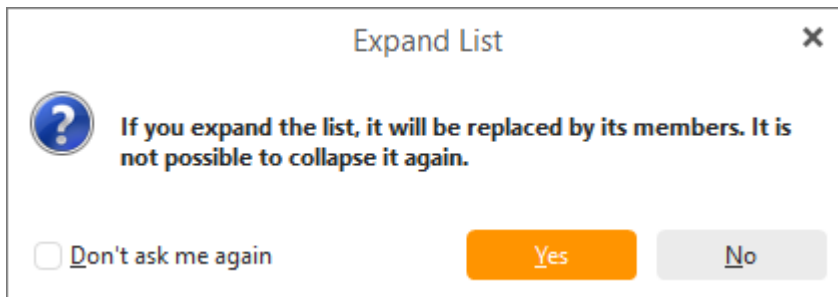 Expand List
If you expand the list, it will be replaced by its members. It is
not possible to collapse it again.
Don't ask me again
Yes
No